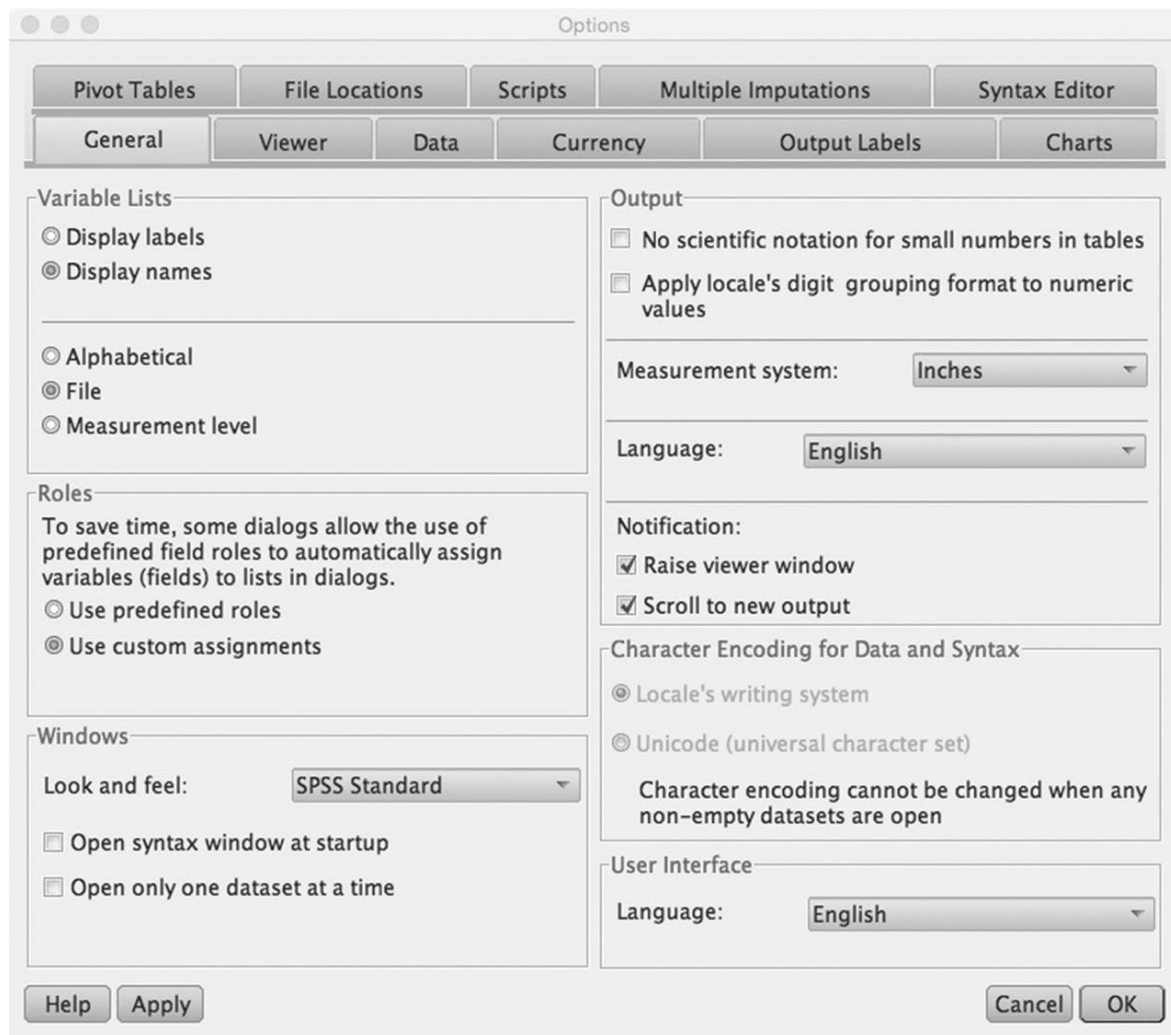 Options
Pivot Tables
File Locations
Scripts
Multiple Imputations
Syntax Editor
General
Viewer
Data
Currency
Output Labels
Charts
Variable Lists
Display labels
Display names
Alphabetical
File
Measurement level
Roles
To save time, some dialogs allow the use of
predefined field roles to automatically assign
variables (fields) to lists in dialogs.
Use predefined roles
Use custom assignments
Windows
Look and feel: SPSS Standard
Open syntax window at startup
Open only one dataset at a time
Output
No scientific notation for small numbers in tables
Apply locale's digit grouping format to numeric
values
Measurement system: Inches
Language: English
Notification:
Raise viewer window
Scroll to new output
Character Encoding for Data and Syntax
Locale's writing system
Unicode (universal character set)
Character encoding cannot be changed when any
non-empty datasets are open
User Interface
Language: English
Help
Apply
Cancel
OK